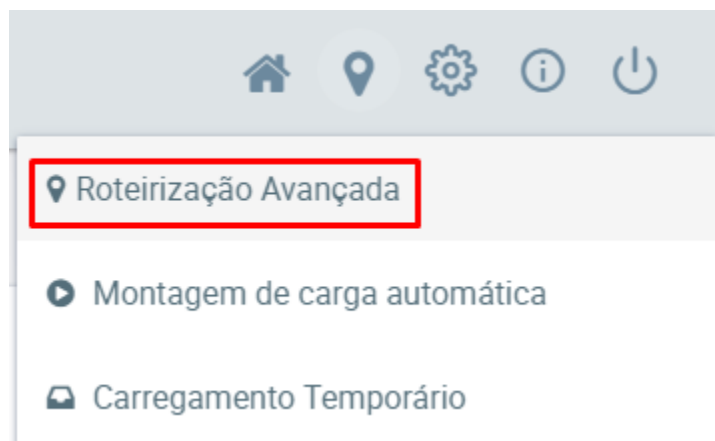 Roteirização Avançada
Montagem de carga automática
Carregamento Temporário